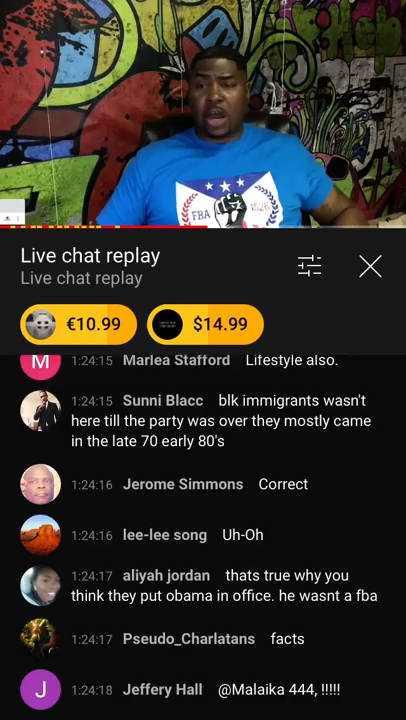 FBA
Live chat replay
Live chat replay
€10.99 $14.99
M 1:24:15 Marlea Stafford Lifestyle also.
1:24:15 Sunni Blacc blk immigrants wasn't
here till the party was over they mostly came
in the late 70 early 80's
1:24:16 Jerome Simmons Correct
1:24:16 lee-lee song Uh-Oh
1:24:17 aliyah jordan thats true why you
think they put obama in office. he wasnt a fba
1:24:17 Pseudo_Charlatans facts
J 1:24:18 Jeffery Hall @Malaika 444, !!!!!